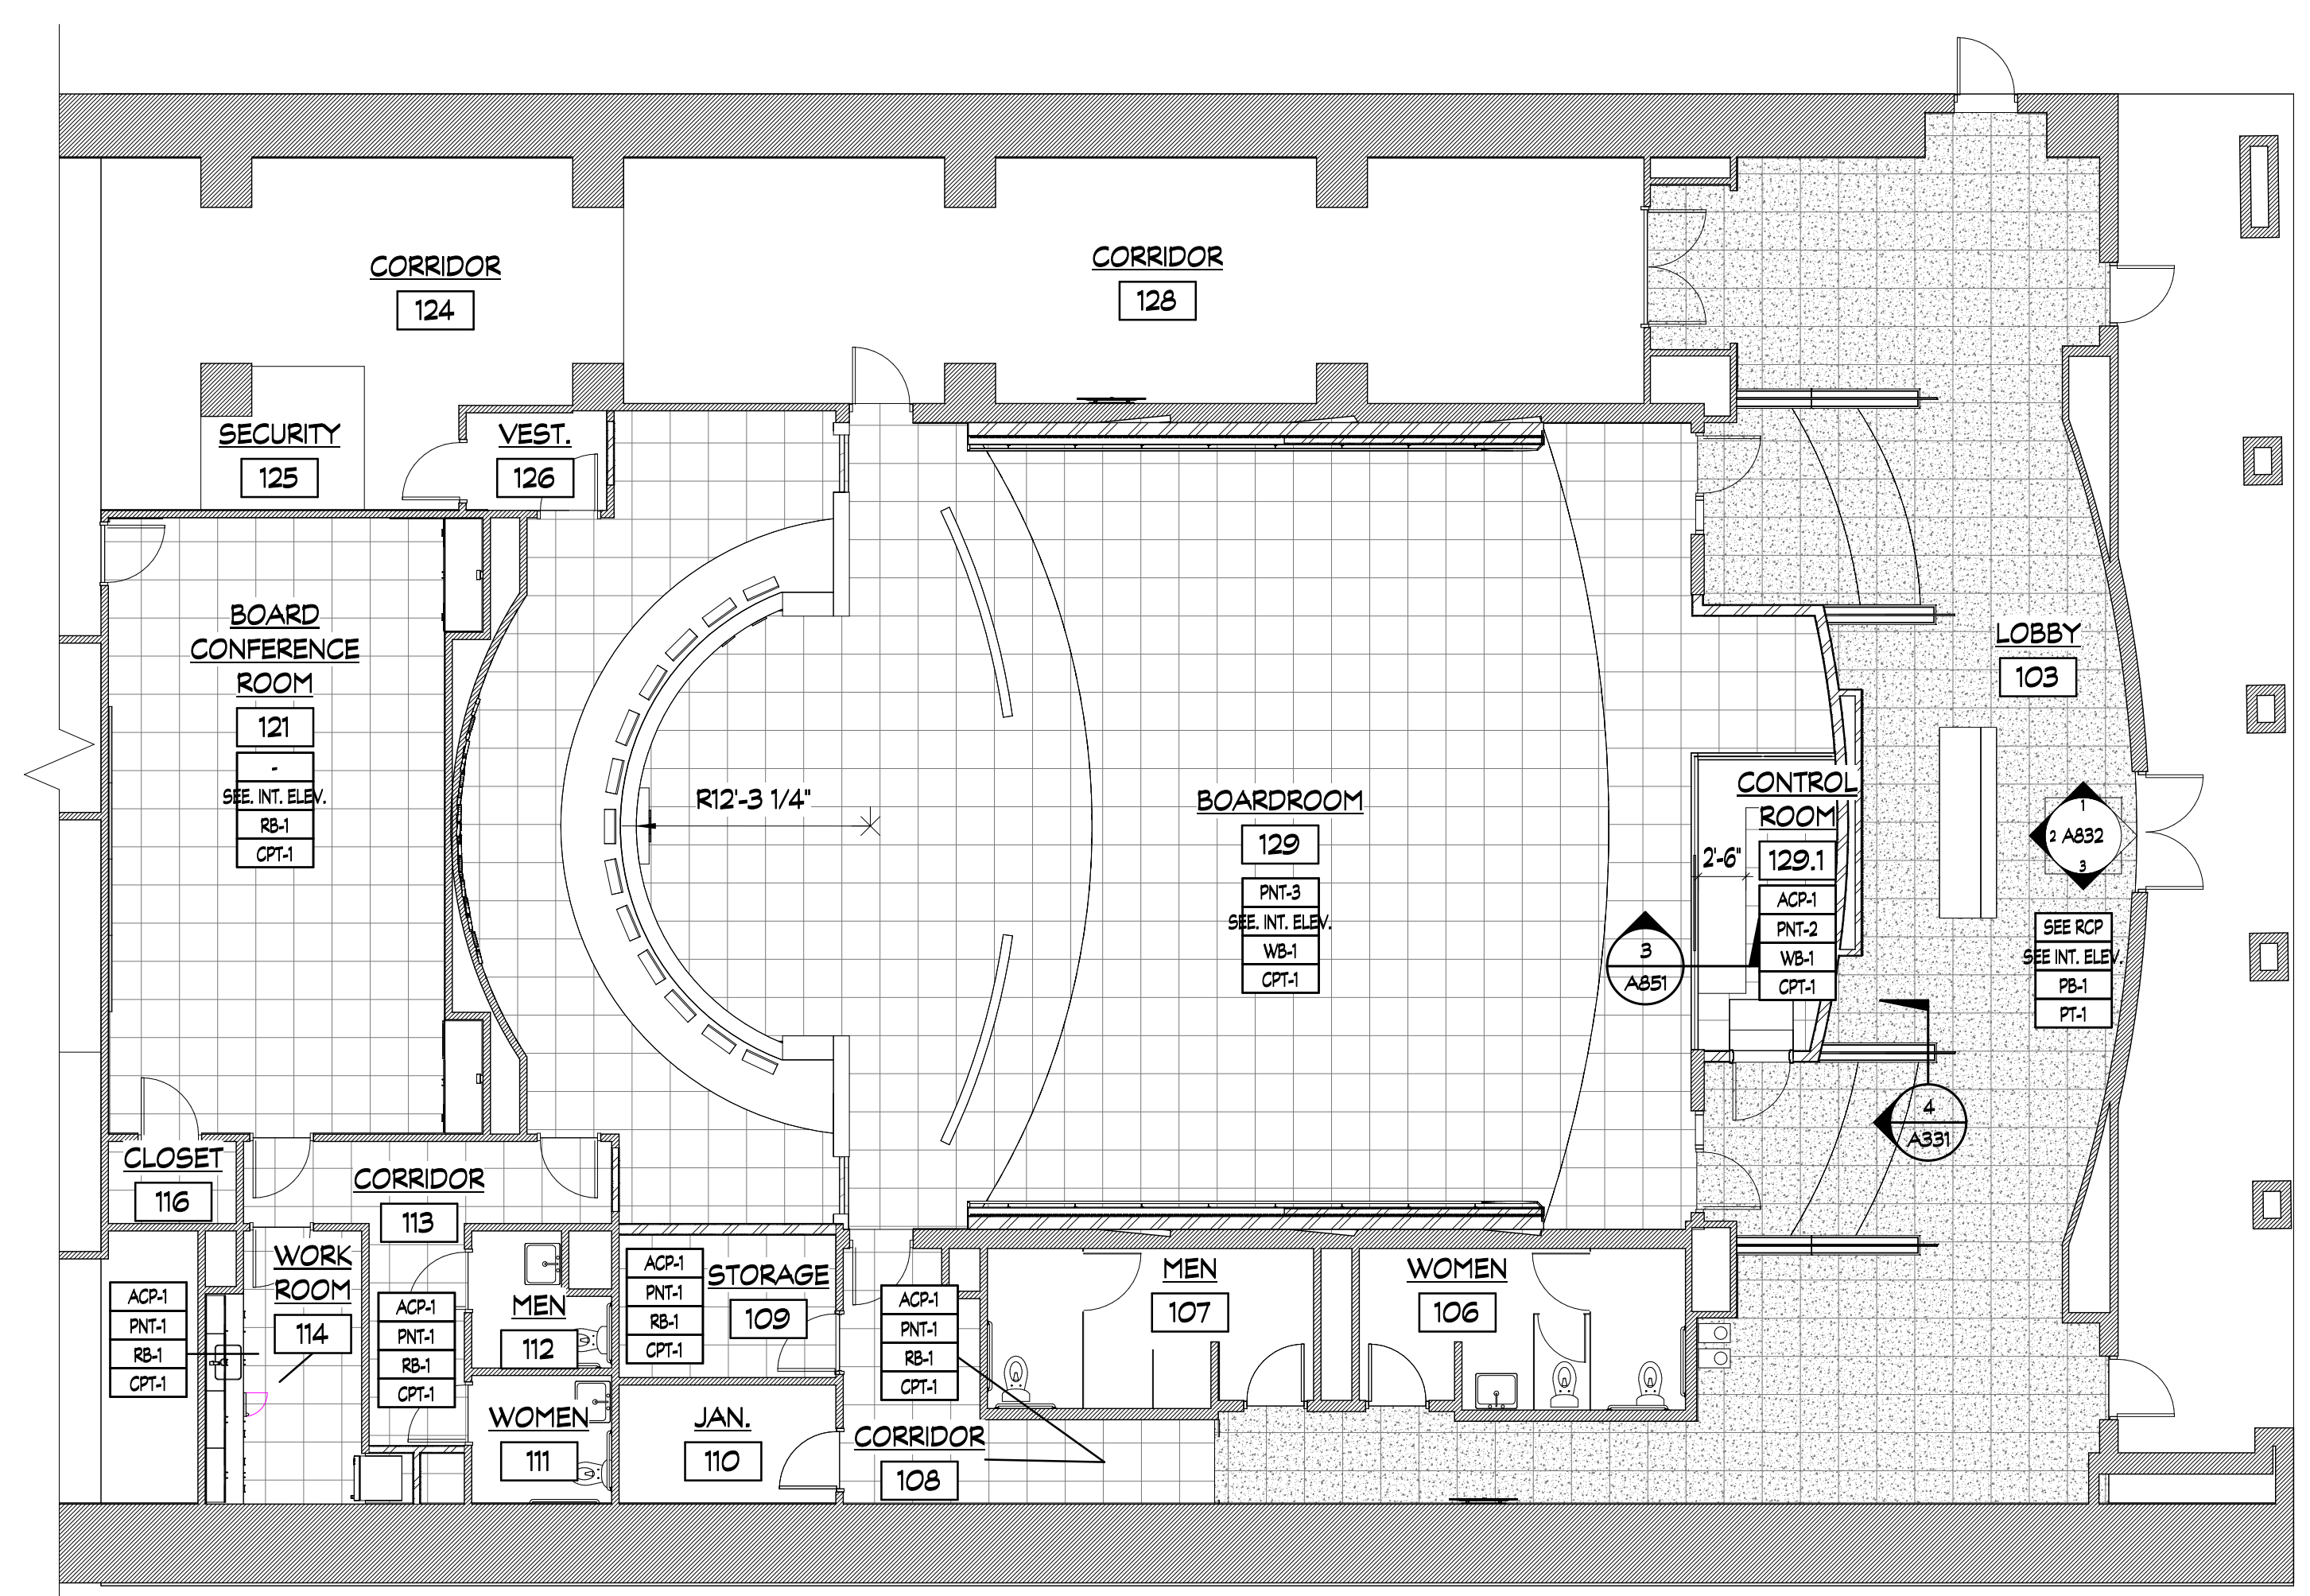 CORRIDOR
124
CORRIDOR
128
SECURITY
125
VEST.
126
BOARD
CONFERENCE
ROOM
121
-
SEE. INT. ELEV.
RB-1
CPT-1
R12'-3 1/4"
BOARDROOM
129
PNT-3
SEE. INT. ELEV.
WB-1
CPT-1
CONTROL
ROOM
129.1
2'-6"
ACP-1
PNT-2
WB-1
CPT-1
3
A851
LOBBY
103
1
2 A832
3
SEE RCP
SEE INT. ELEV.
PB-1
PT-1
4
A331
CLOSET
116
CORRIDOR
113
WORK
ROOM
114
ACP-1
PNT-1
RB-1
CPT-1
ACP-1
PNT-1
RB-1
CPT-1
MEN
112
WOMEN
111
ACP-1
PNT-1
RB-1
CPT-1
STORAGE
109
JAN.
110
ACP-1
PNT-1
RB-1
CPT-1
CORRIDOR
108
MEN
107
WOMEN
106